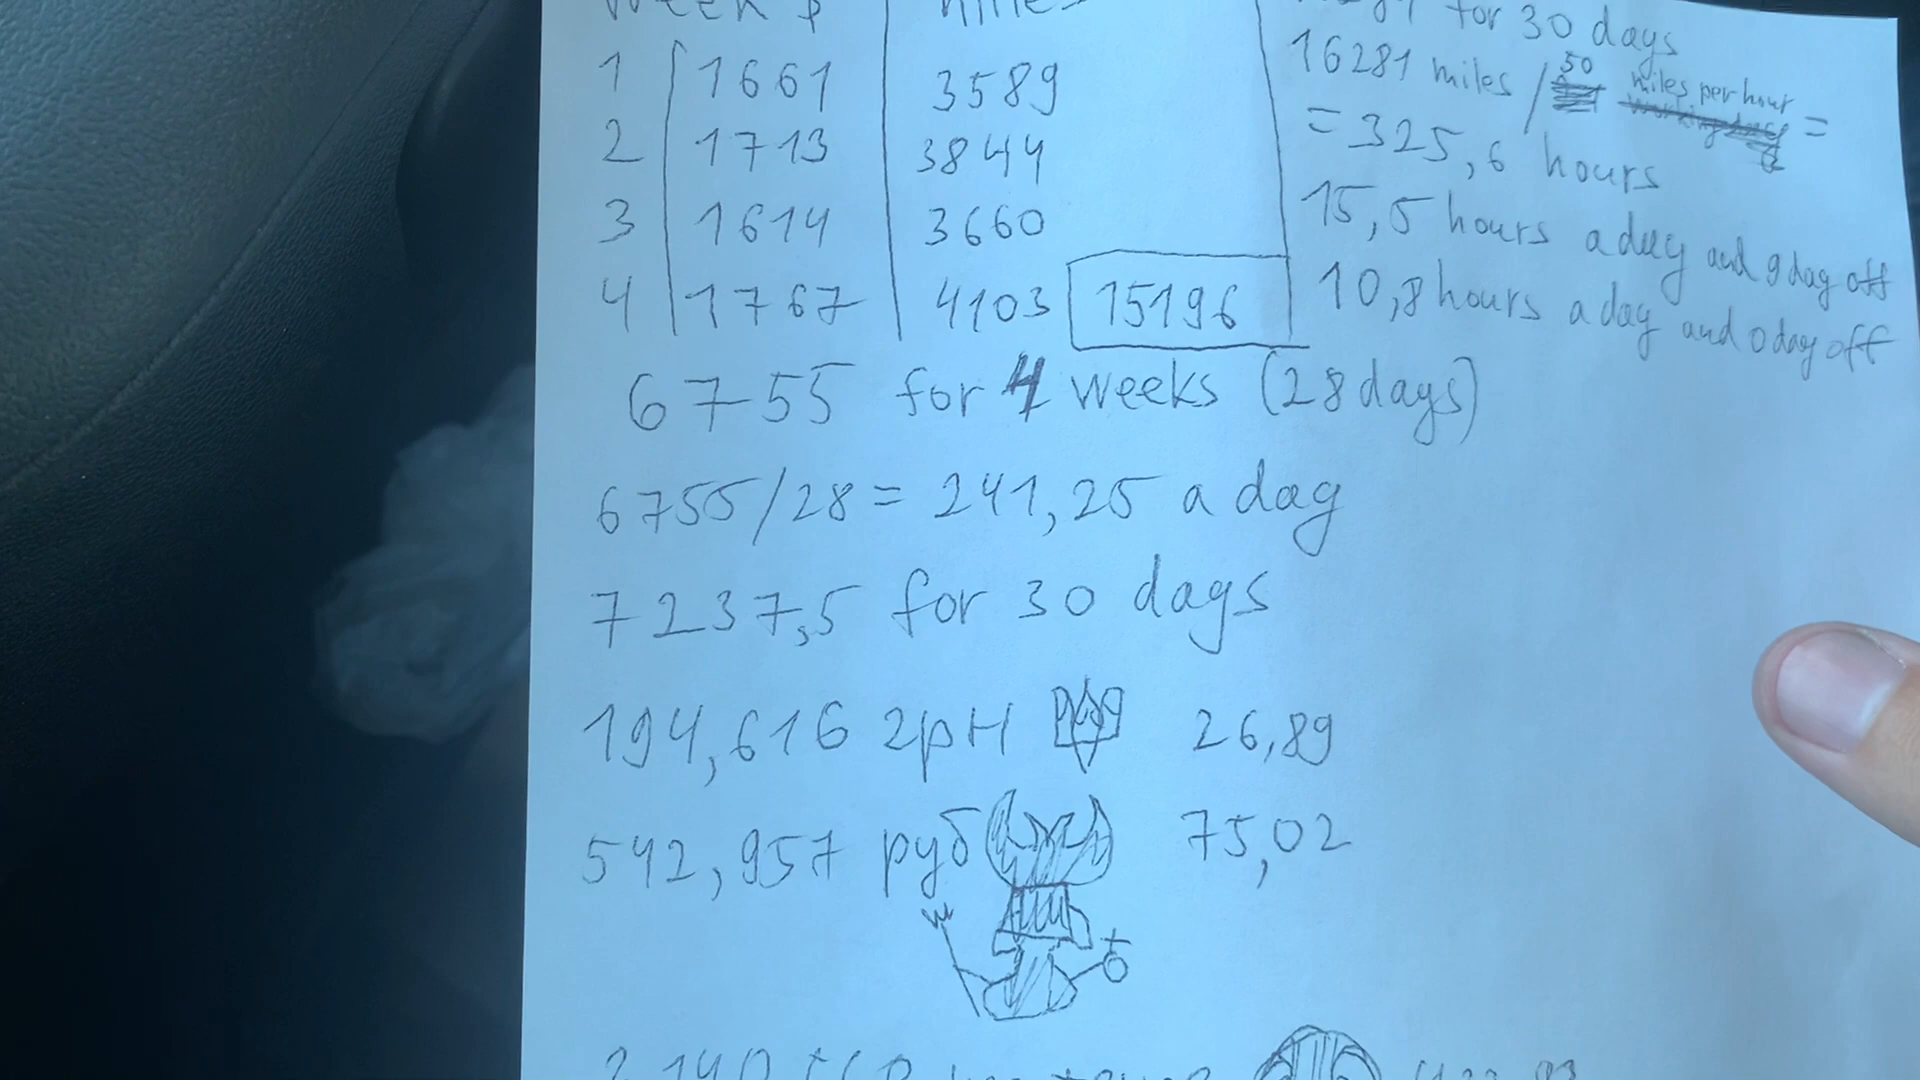 Week $ miles
1 1661 3589
2 1713 3844
3 1614 3660
4 1767 4103 15196
6755 for 4 weeks (28 days)
6755/28 = 241,25 a day
7237,5 for 30 days
194,616 грн 26,89
542,957 руб 75,02
for 30 days
16281 miles / 50 miles per hour =
= 325,6 hours
15,5 hours a day and 9 day off
10,8 hours a day and 0 day off